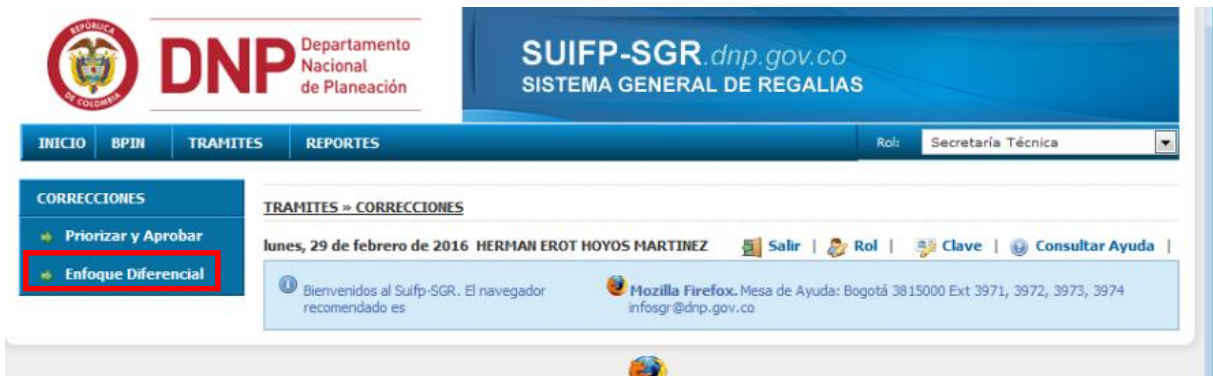 REPÚBLICA
DE COLOMBIA
DNP
Departamento
Nacional
de Planeación
SUIFP-SGR.dnp.gov.co
SISTEMA GENERAL DE REGALIAS
INICIO BPIN TRAMITES REPORTES Rol: Secretaría Técnica
CORRECCIONES
Priorizar y Aprobar
Enfoque Diferencial
TRAMITES » CORRECCIONES
lunes, 29 de febrero de 2016 HERMAN EROT HOYOS MARTINEZ Salir | Rol | Clave | Consultar Ayuda |
Bienvenidos al Suifp-SGR. El navegador
recomendado es
Mozilla Firefox. Mesa de Ayuda: Bogotá 3815000 Ext 3971, 3972, 3973, 3974
infosgr@dnp.gov.co